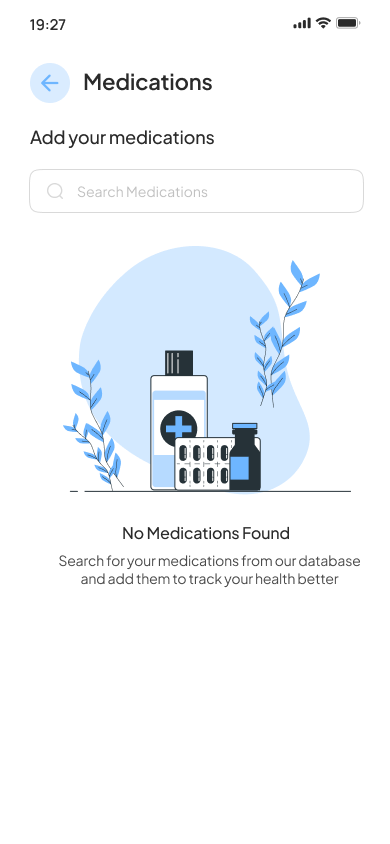 19:27
Medications
Add your medications
Search Medications
No Medications Found
Search for your medications from our database
and add them to track your health better